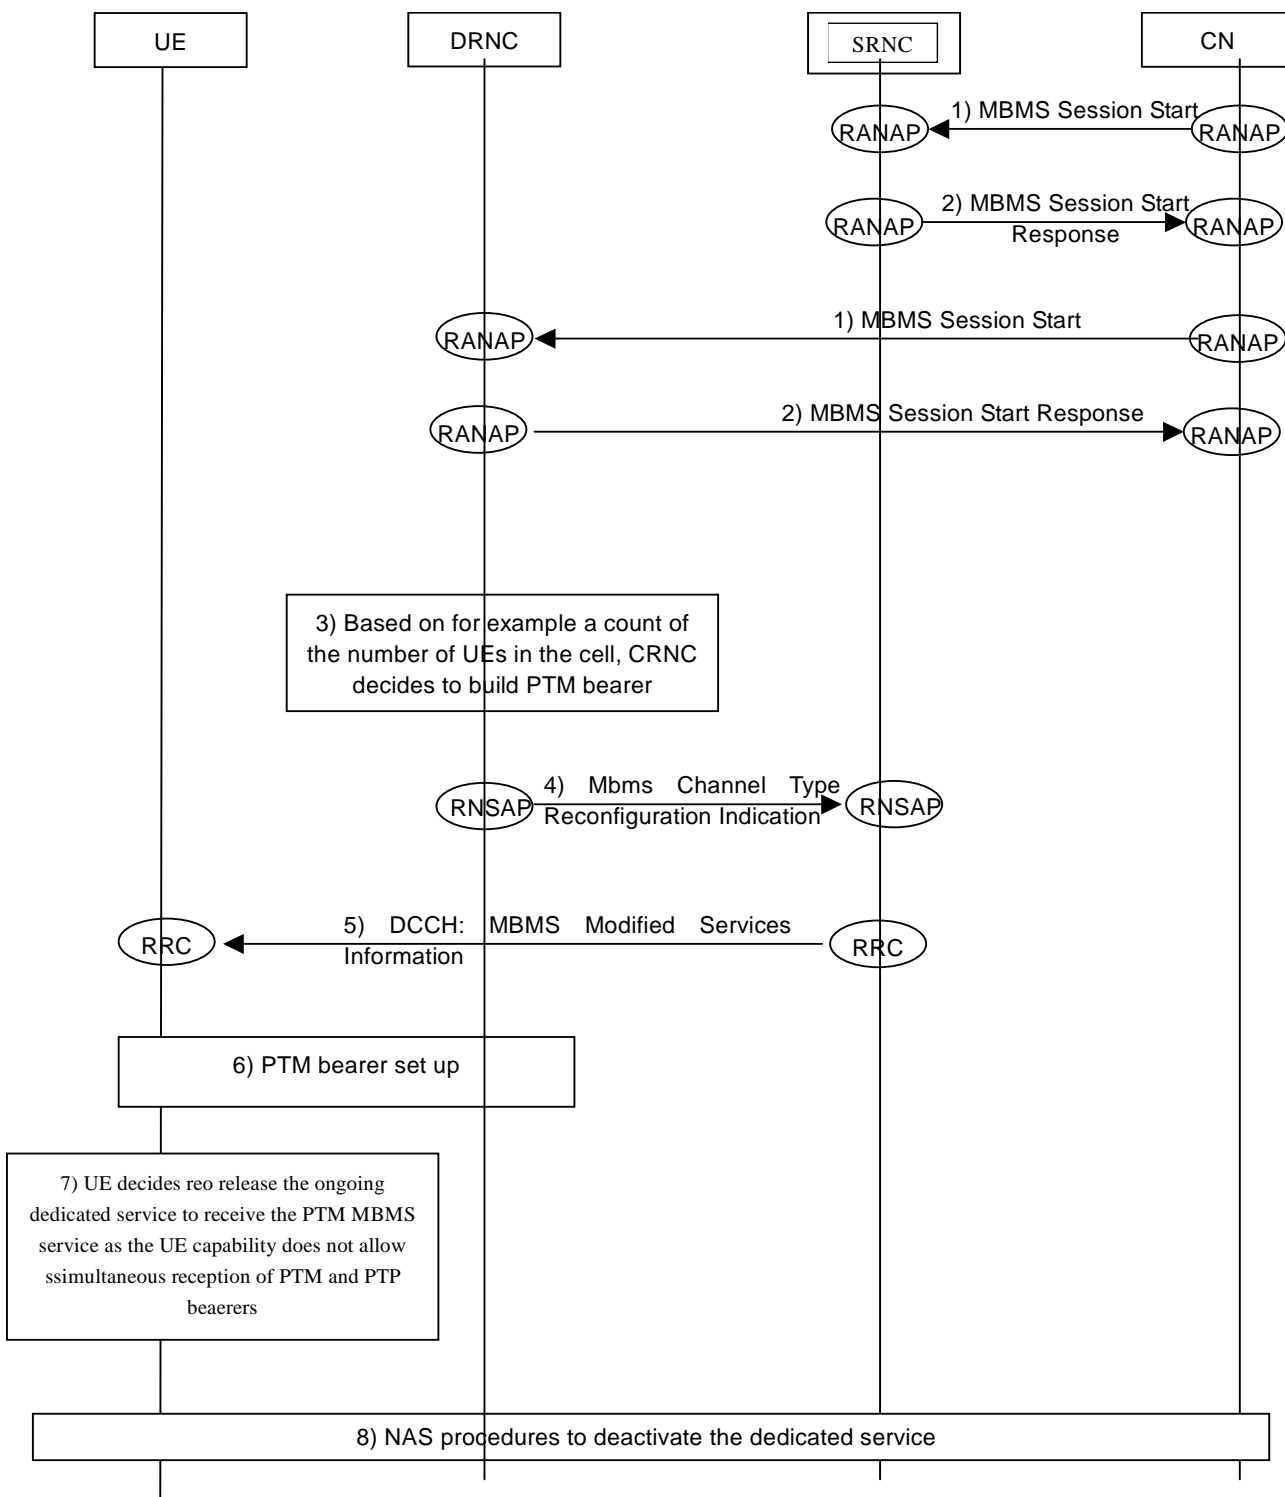 UE
DRNC
SRNC
CN
1) MBMS Session Start
RANAP
RANAP
2) MBMS Session Start
Response
RANAP
RANAP
1) MBMS Session Start
RANAP
RANAP
2) MBMS Session Start Response
RANAP
RANAP
3) Based on for example a count of
the number of UEs in the cell, CRNC
decides to build PTM bearer
4) Mbms Channel Type
Reconfiguration Indication
RNSAP
RNSAP
5) DCCH: MBMS Modified Services
Information
RRC
RRC
6) PTM bearer set up
7) UE decides reo release the ongoing
dedicated service to receive the PTM MBMS
service as the UE capability does not allow
ssimultaneous reception of PTM and PTP
beaerers
8) NAS procedures to deactivate the dedicated service